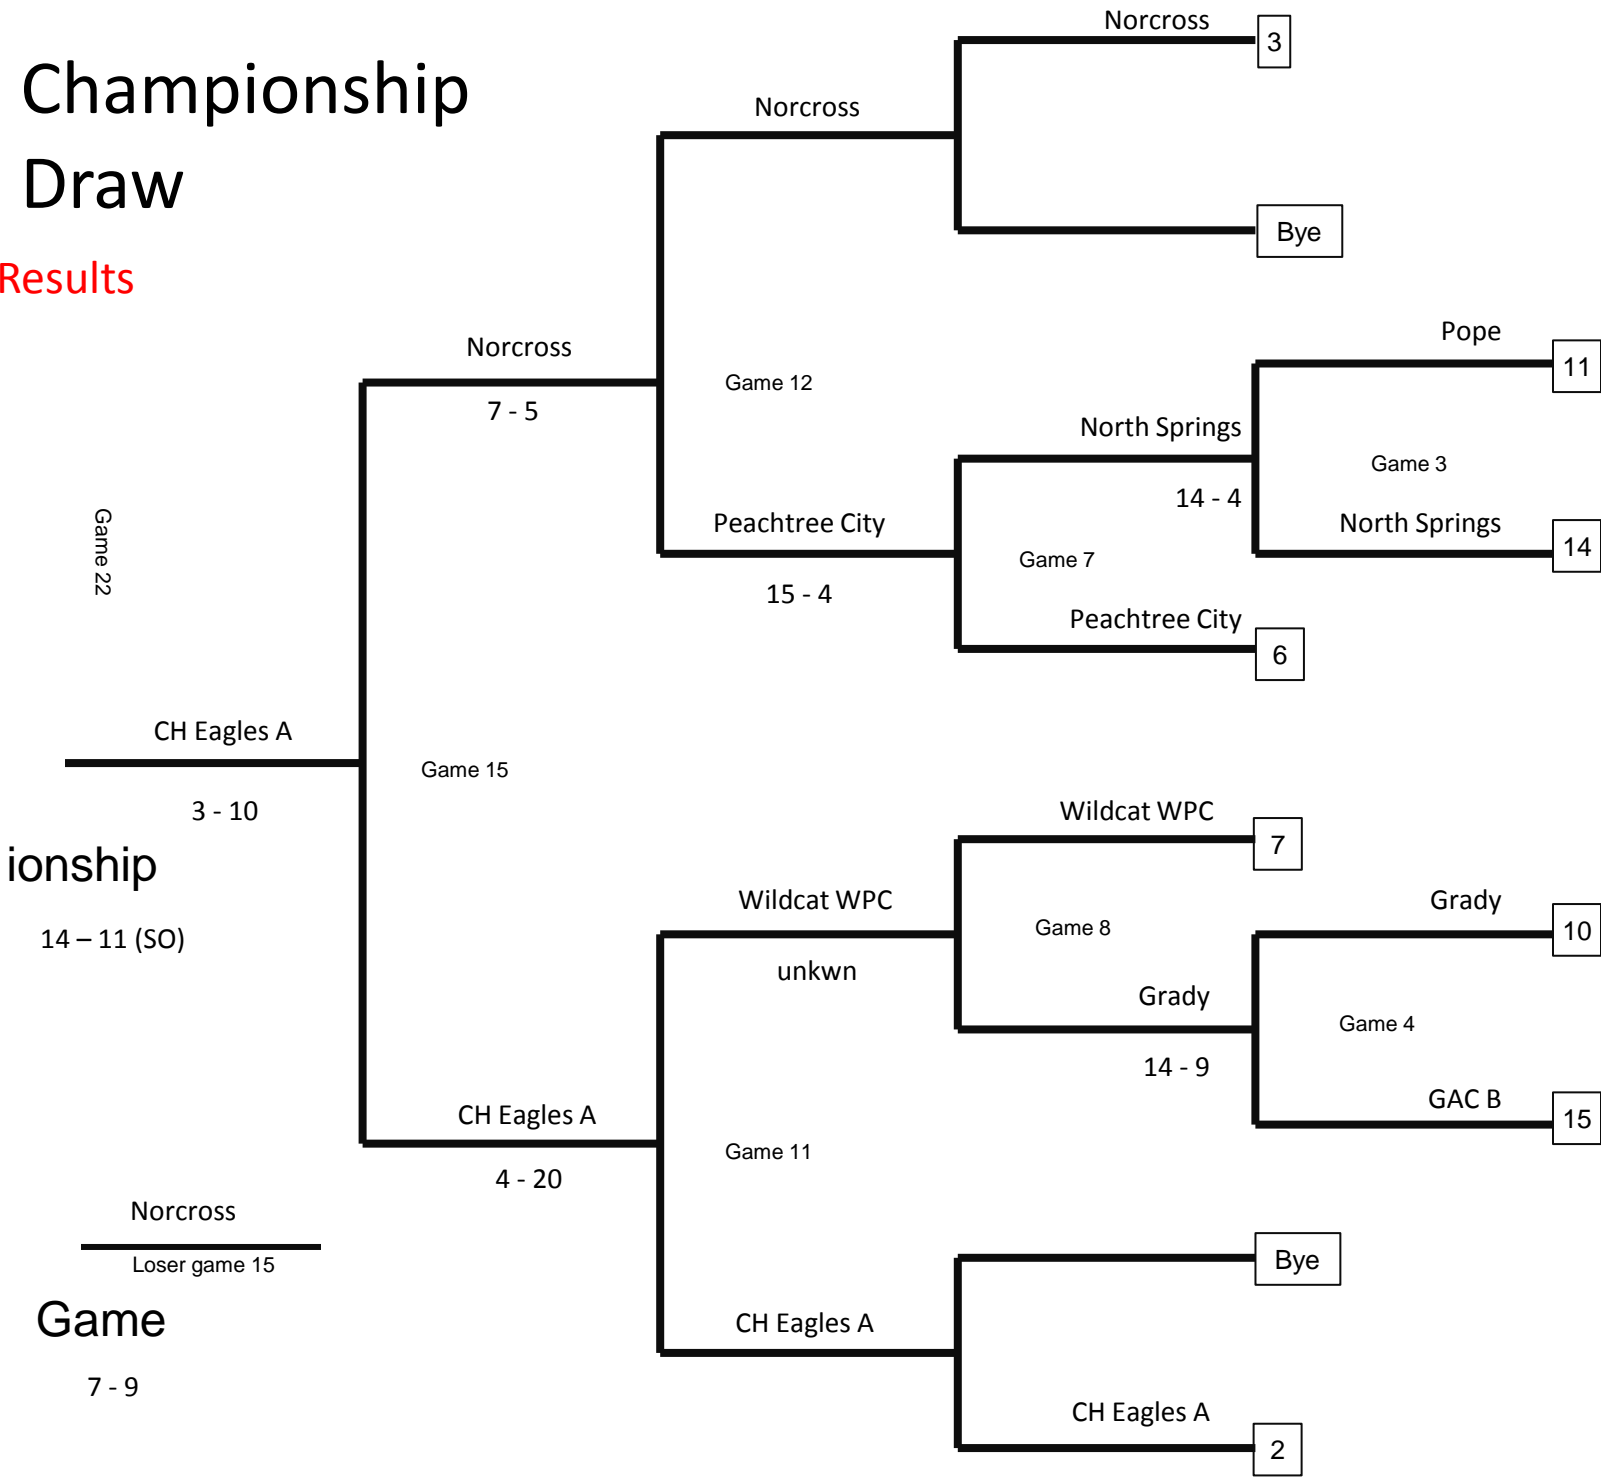 Norcross
3
Championship
Draw
Norcross
Bye
Results
Pope
11
Norcross
Game 12
7 - 5
North Springs
Game 3
14 - 4
North Springs
14
Game 22
Peachtree City
Game 7
15 - 4
Peachtree City
6
CH Eagles A
Game 15
3 - 10
Wildcat WPC
7
ionship
Wildcat WPC
Grady
10
Game 8
14 – 11 (SO)
unkwn
Grady
Game 4
14 - 9
GAC B
15
CH Eagles A
Game 11
4 - 20
Norcross
Loser game 15
Bye
Game
CH Eagles A
7 - 9
CH Eagles A
2